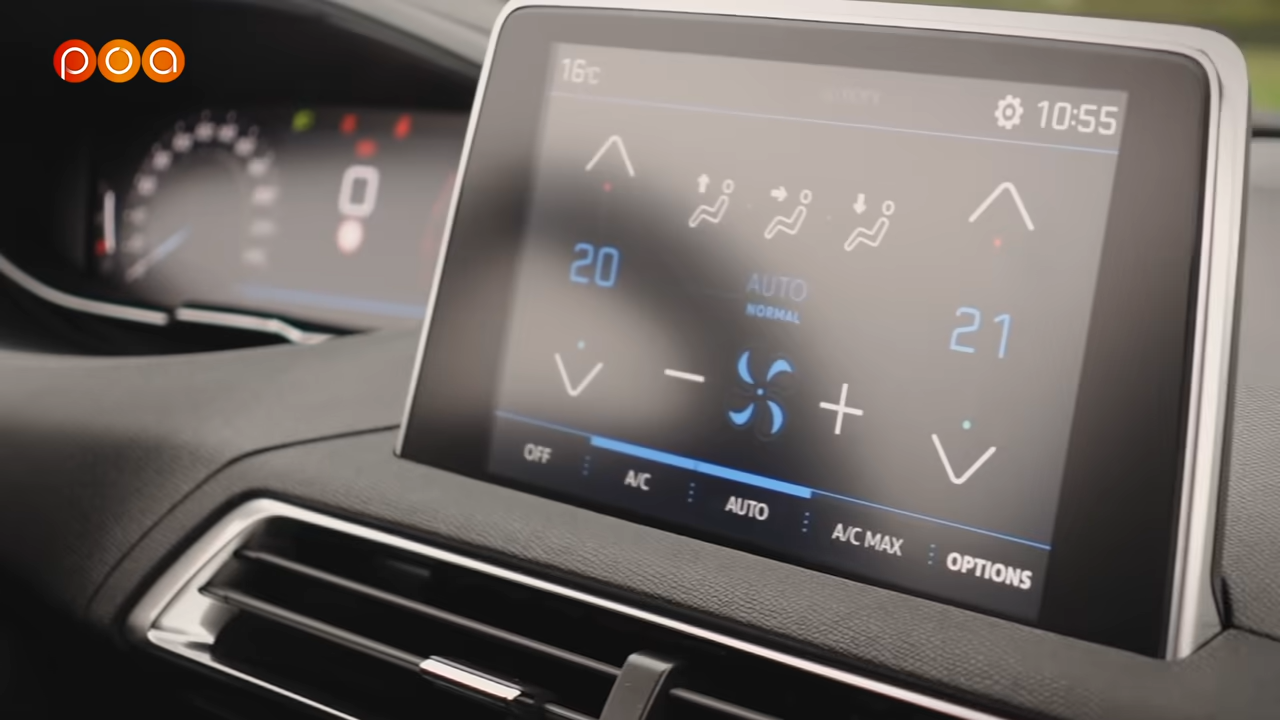 poa
16°C
10:55
20
AUTO
NORMAL
21
0
OFF
A/C
AUTO
A/C MAX
OPTIONS